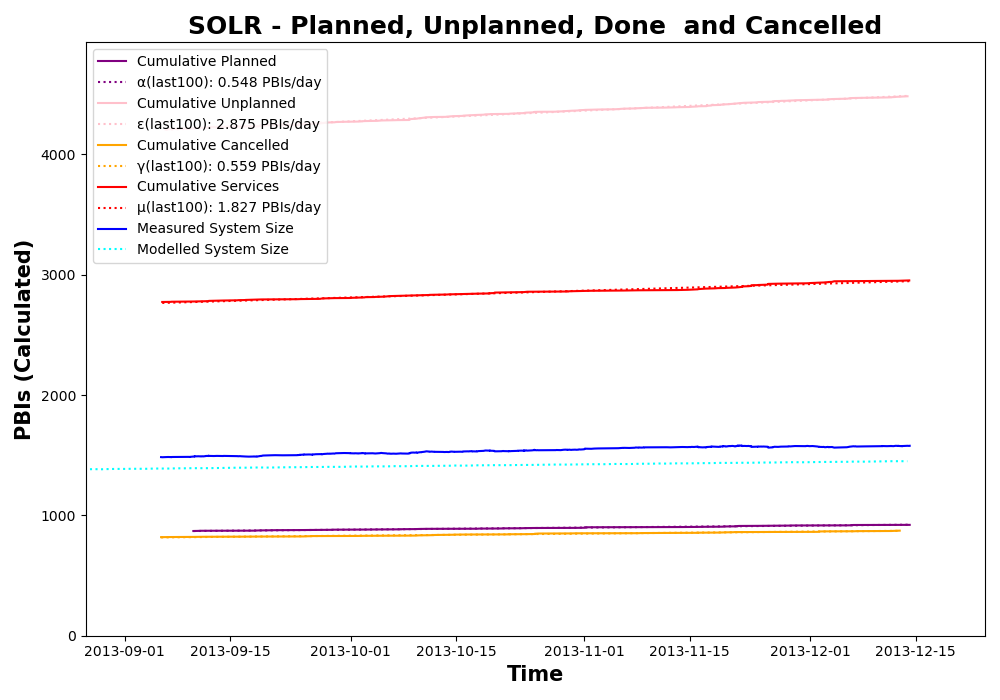 SOLR - Planned, Unplanned, Done  and Cancelled
Cumulative Planned
α(last100): 0.548 PBIs/day
Cumulative Unplanned
ε(last100): 2.875 PBIs/day
Cumulative Cancelled
γ(last100): 0.559 PBIs/day
Cumulative Services
μ(last100): 1.827 PBIs/day
Measured System Size
Modelled System Size
PBIs (Calculated)
4000
3000
2000
1000
0
2013-09-01 2013-09-15 2013-10-01 2013-10-15 2013-11-01 2013-11-15 2013-12-01 2013-12-15
Time